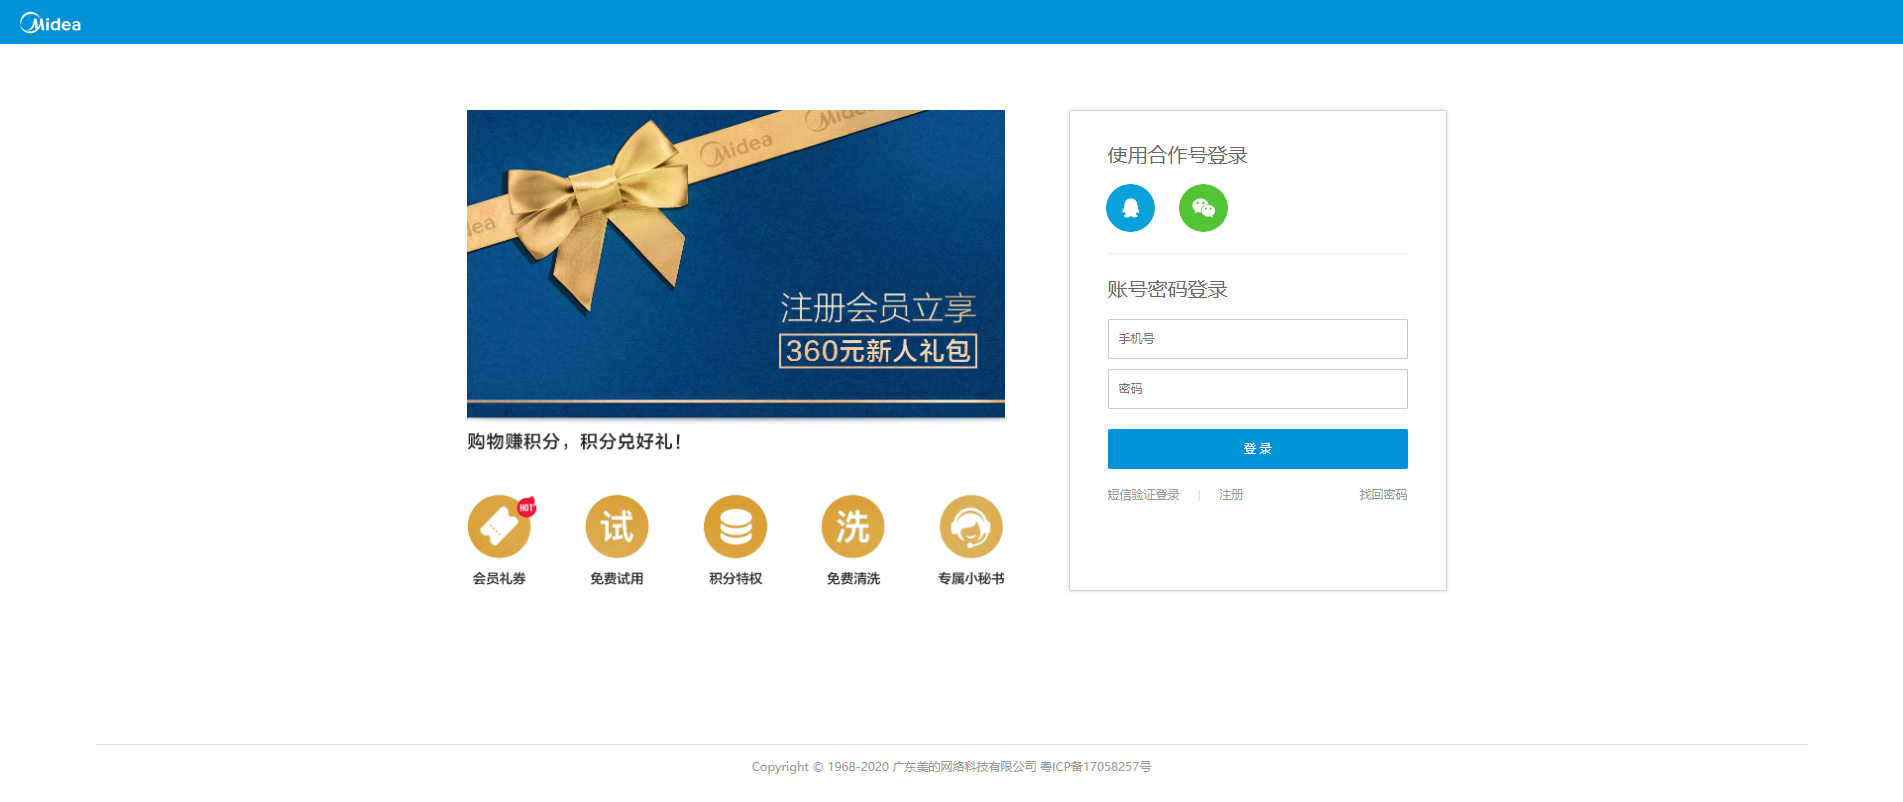 Midea
Midea
Midea
idea
注册会员立享
360元新人礼包
购物赚积分，积分兑好礼！
HOT
试
洗
会员礼券
免费试用
积分特权
免费清洗
专属小秘书
使用合作号登录
账号密码登录
手机号
密码
登 录
短信验证登录 | 注册 找回密码
Copyright © 1968-2020 广东美的网络科技有限公司 粤ICP备17058257号